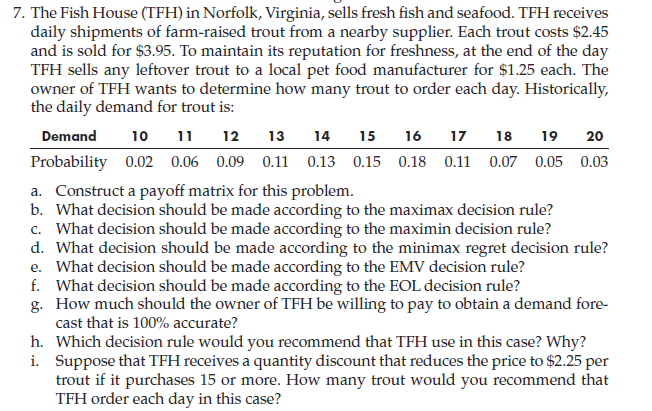 7. The Fish House (TFH) in Norfolk, Virginia, sells fresh fish and seafood. TFH receives
daily shipments of farm-raised trout from a nearby supplier. Each trout costs $2.45
and is sold for $3.95. To maintain its reputation for freshness, at the end of the day
TFH sells any leftover trout to a local pet food manufacturer for $1.25 each. The
owner of TFH wants to determine how many trout to order each day. Historically,
the daily demand for trout is:
Demand 10 11 12 13 14 15 16 17 18 19 20
Probability 0.02 0.06 0.09 0.11 0.13 0.15 0.18 0.11 0.07 0.05 0.03
a. Construct a payoff matrix for this problem.
b. What decision should be made according to the maximax decision rule?
c. What decision should be made according to the maximin decision rule?
d. What decision should be made according to the minimax regret decision rule?
e. What decision should be made according to the EMV decision rule?
f. What decision should be made according to the EOL decision rule?
g. How much should the owner of TFH be willing to pay to obtain a demand fore-
cast that is 100% accurate?
h. Which decision rule would you recommend that TFH use in this case? Why?
i. Suppose that TFH receives a quantity discount that reduces the price to $2.25 per
trout if it purchases 15 or more. How many trout would you recommend that
TFH order each day in this case?